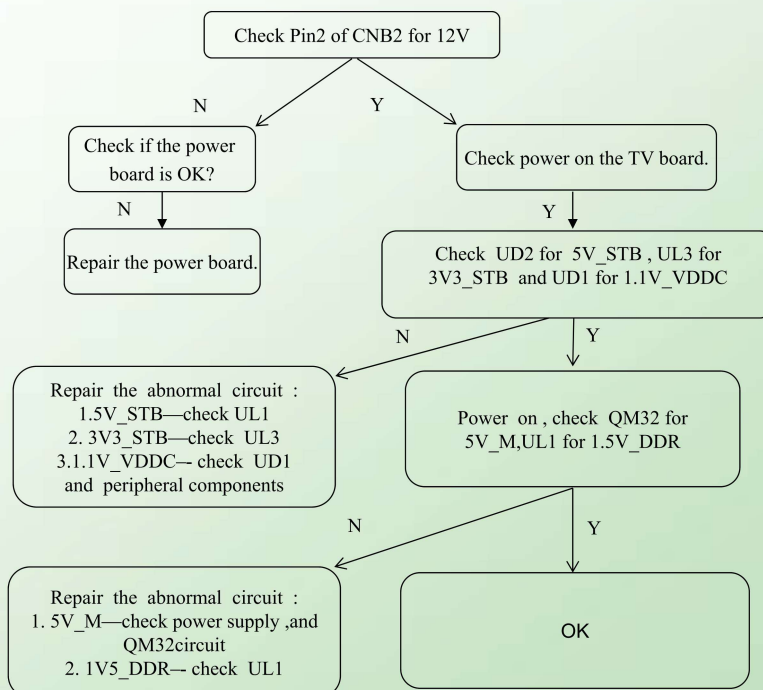 Check Pin2 of CNB2 for 12V
N
Y
Check if the power
board is OK?
Check power on the TV board.
N
Y
Repair the power board.
Check UD2 for 5V_STB , UL3 for
3V3_STB and UD1 for 1.1V_VDDC
N
Y
Repair the abnormal circuit :
1.5V_STB—check UL1
2. 3V3_STB—check UL3
3.1.1V_VDDC—- check UD1
and peripheral components
Power on , check QM32 for
5V_M,UL1 for 1.5V_DDR
N
Y
Repair the abnormal circuit :
1. 5V_M—check power supply ,and
QM32circuit
2. 1V5_DDR—- check UL1
OK